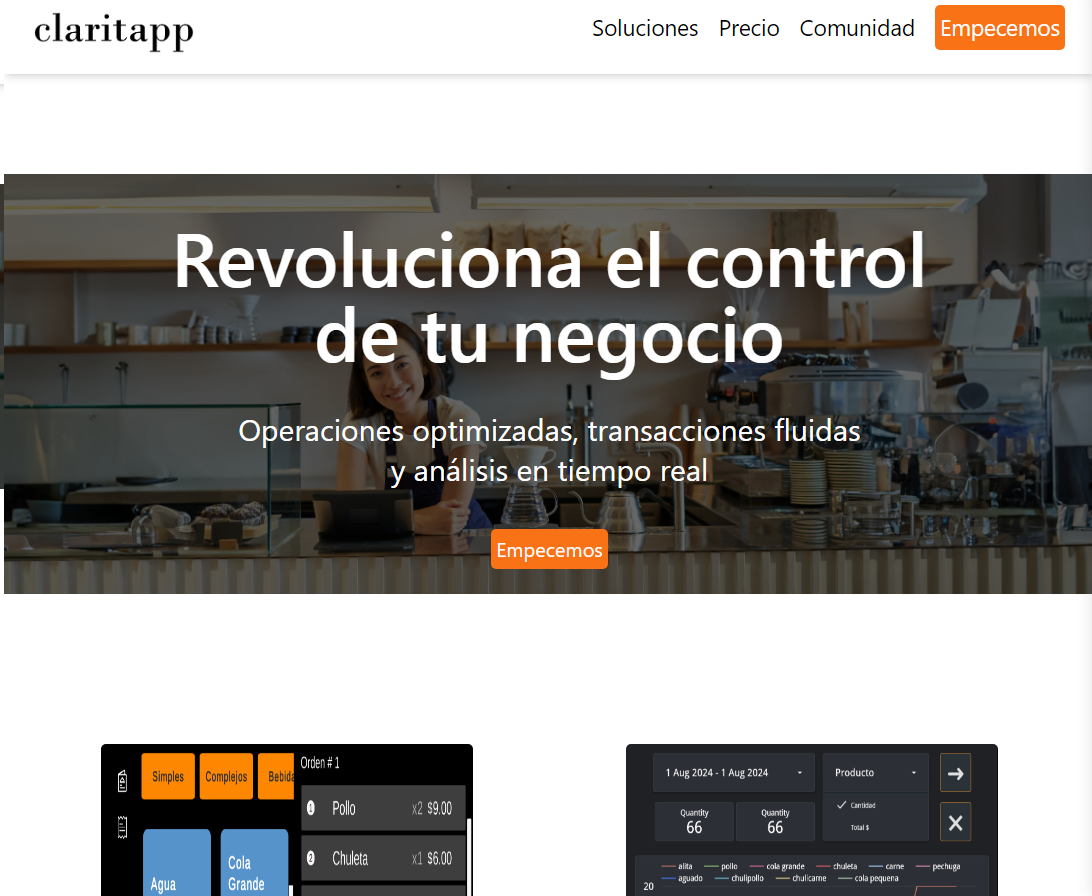 claritapp
Soluciones Precio Comunidad Empecemos
Revoluciona el control
de tu negocio
Operaciones optimizadas, transacciones fluidas
y análisis en tiempo real
Empecemos
Simples Complejos Bebida
Orden # 1
1 Pollo x2 $9.00
2 Chuleta x1 $6.00
Agua
Cola
Grande
1 Aug 2024 - 1 Aug 2024
Producto
Cantidad
Total $
Quantity
66
Quantity
66
alita pollo cola grande chuleta carne pechuga
aguado chulipollo chulicarne cola pequena
20